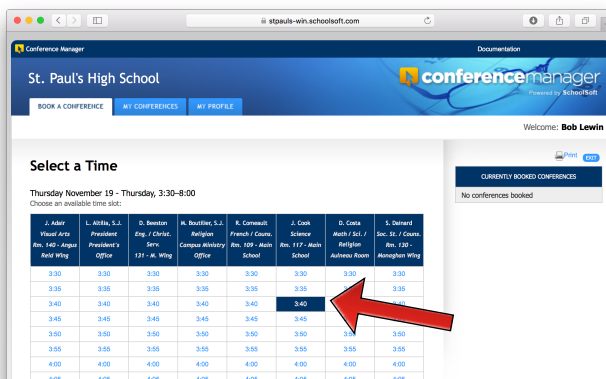 stpauls-win.schoolsoft.com
Conference Manager
Documentation
St. Paul's High School
conferencemanager
Powered by SchoolSoft
BOOK A CONFERENCE MY CONFERENCES MY PROFILE
Welcome: Bob Lewin
Print EXIT
Select a Time
CURRENTLY BOOKED CONFERENCES
No conferences booked
Thursday November 19 - Thursday, 3:30–8:00
Choose an available time slot:
J. Adair L. Altilia, S.J. D. Beeston M. Boutilier, S.J. R. Comeault J. Cook D. Costa S. Dainard
Visual Arts President Eng. / Christ. Religion French / Couns. Science Math / Sci. / Soc. St. / Couns.
Rm. 140 - Angus President's Serv. Campus Ministry Rm. 109 - Main Rm. 117 - Main Religion Rm. 130 -
Reid Wing Office 131 - M. Wing Office School School Aulneau Room Monaghan Wing
3:30 3:30 3:30 3:30 3:30 3:30 3:30 3:30
3:35 3:35 3:35 3:35 3:35 3:35 3:35
3:40 3:40 3:40 3:40 3:40 3:40 3:40
3:45 3:45 3:45 3:45 3:45 3:45
3:50 3:50 3:50 3:50 3:50 3:50 3:50 3:50
3:55 3:55 3:55 3:55 3:55 3:55 3:55 3:55
4:00 4:00 4:00 4:00 4:00 4:00 4:00 4:00